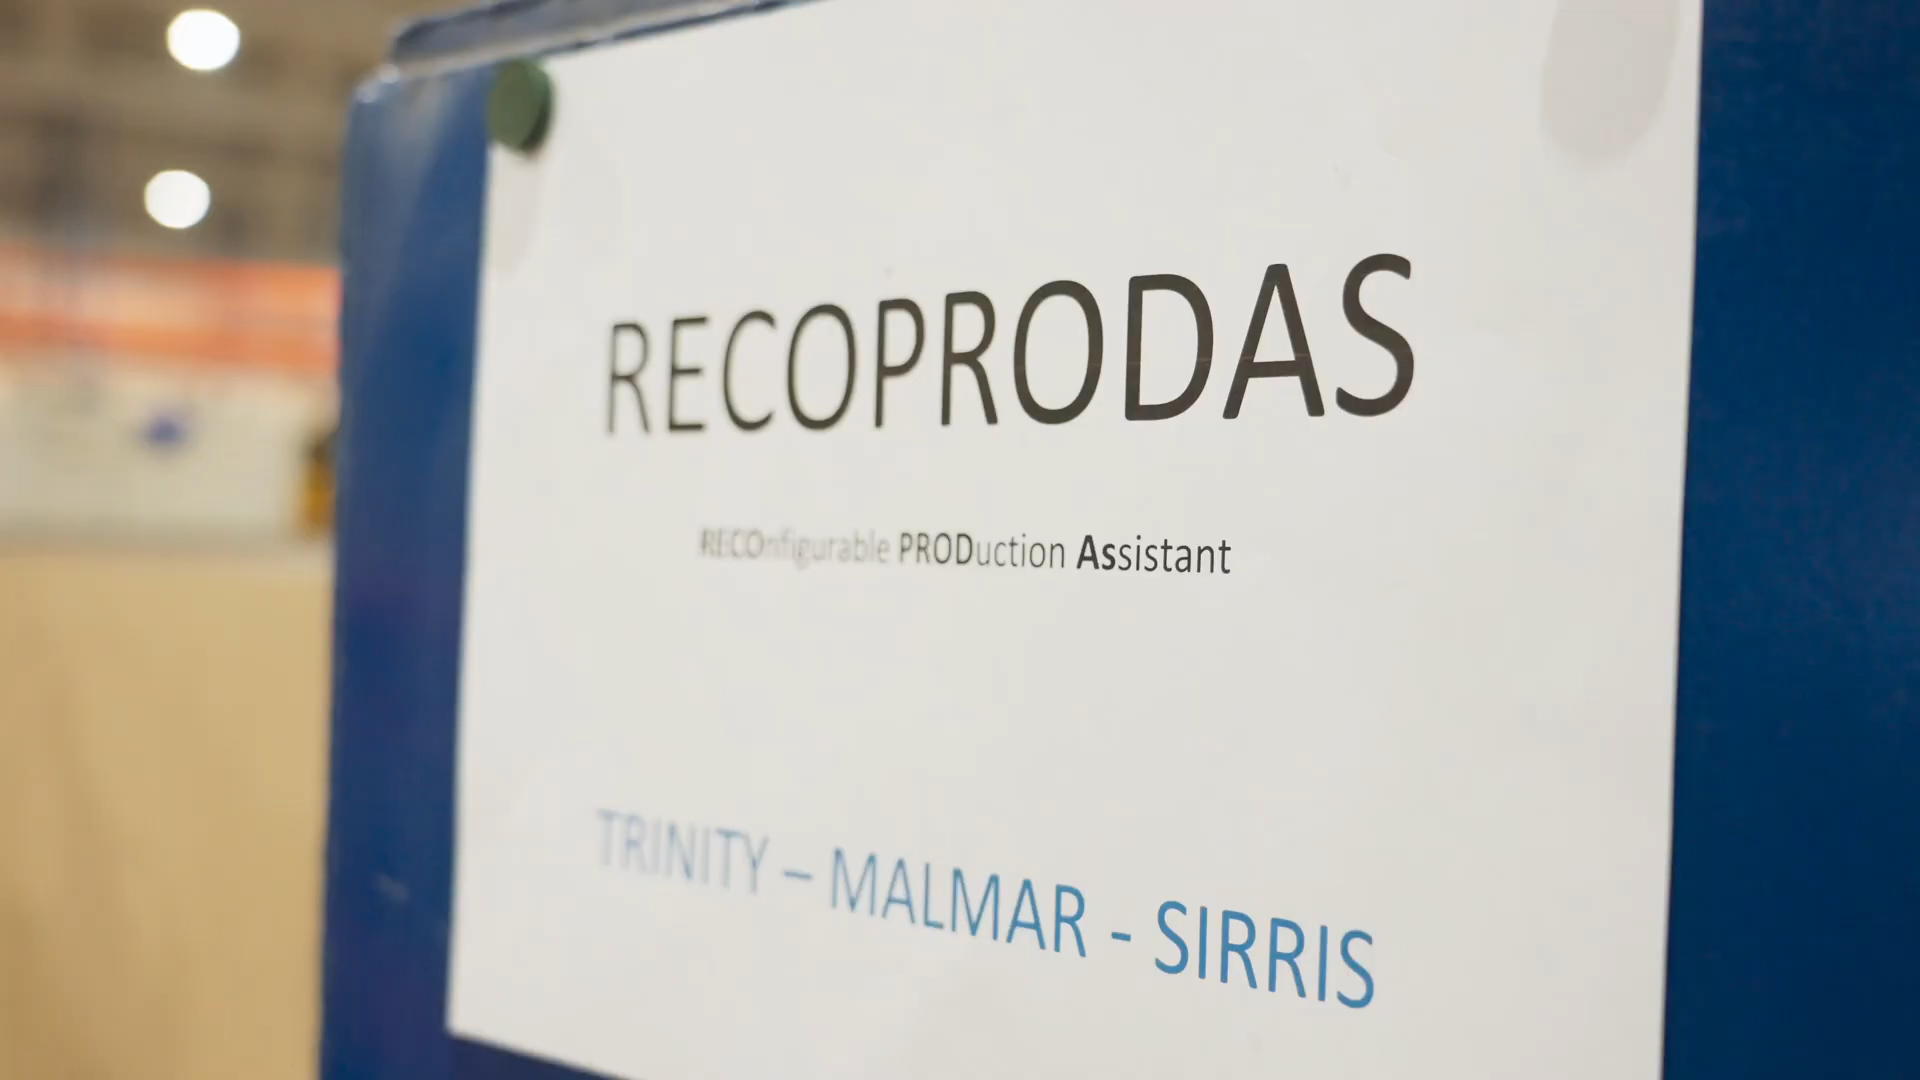 RECOPRODAS
RECOnfigurable PRODuction Assistant
TRINITY – MALMAR - SIRRIS